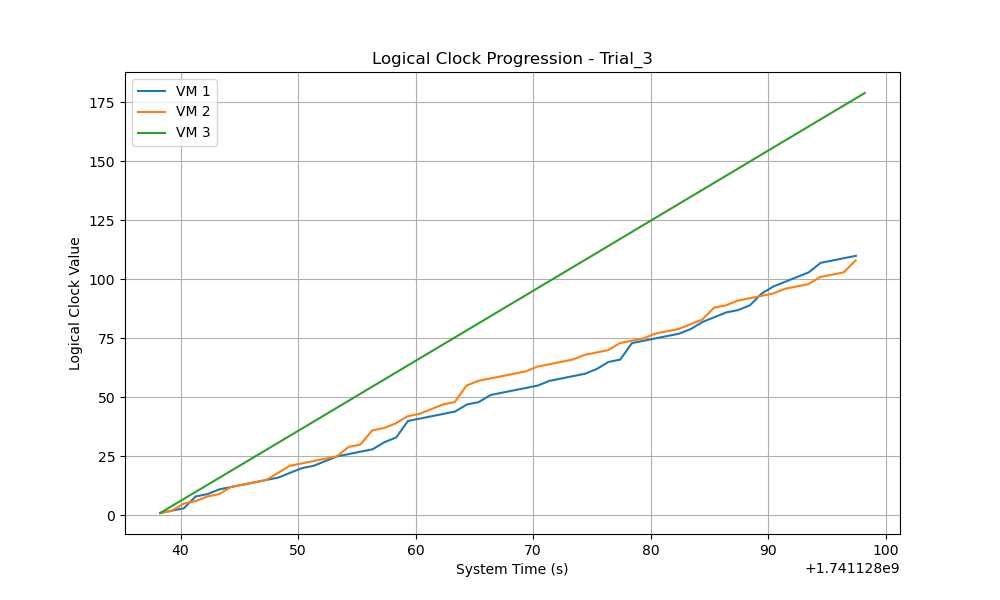 Logical Clock Progression - Trial_3
VM 1
VM 2
VM 3
Logical Clock Value
175
150
125
100
75
50
25
0
40 50 60 70 80 90 100
System Time (s)
+1.741128e9